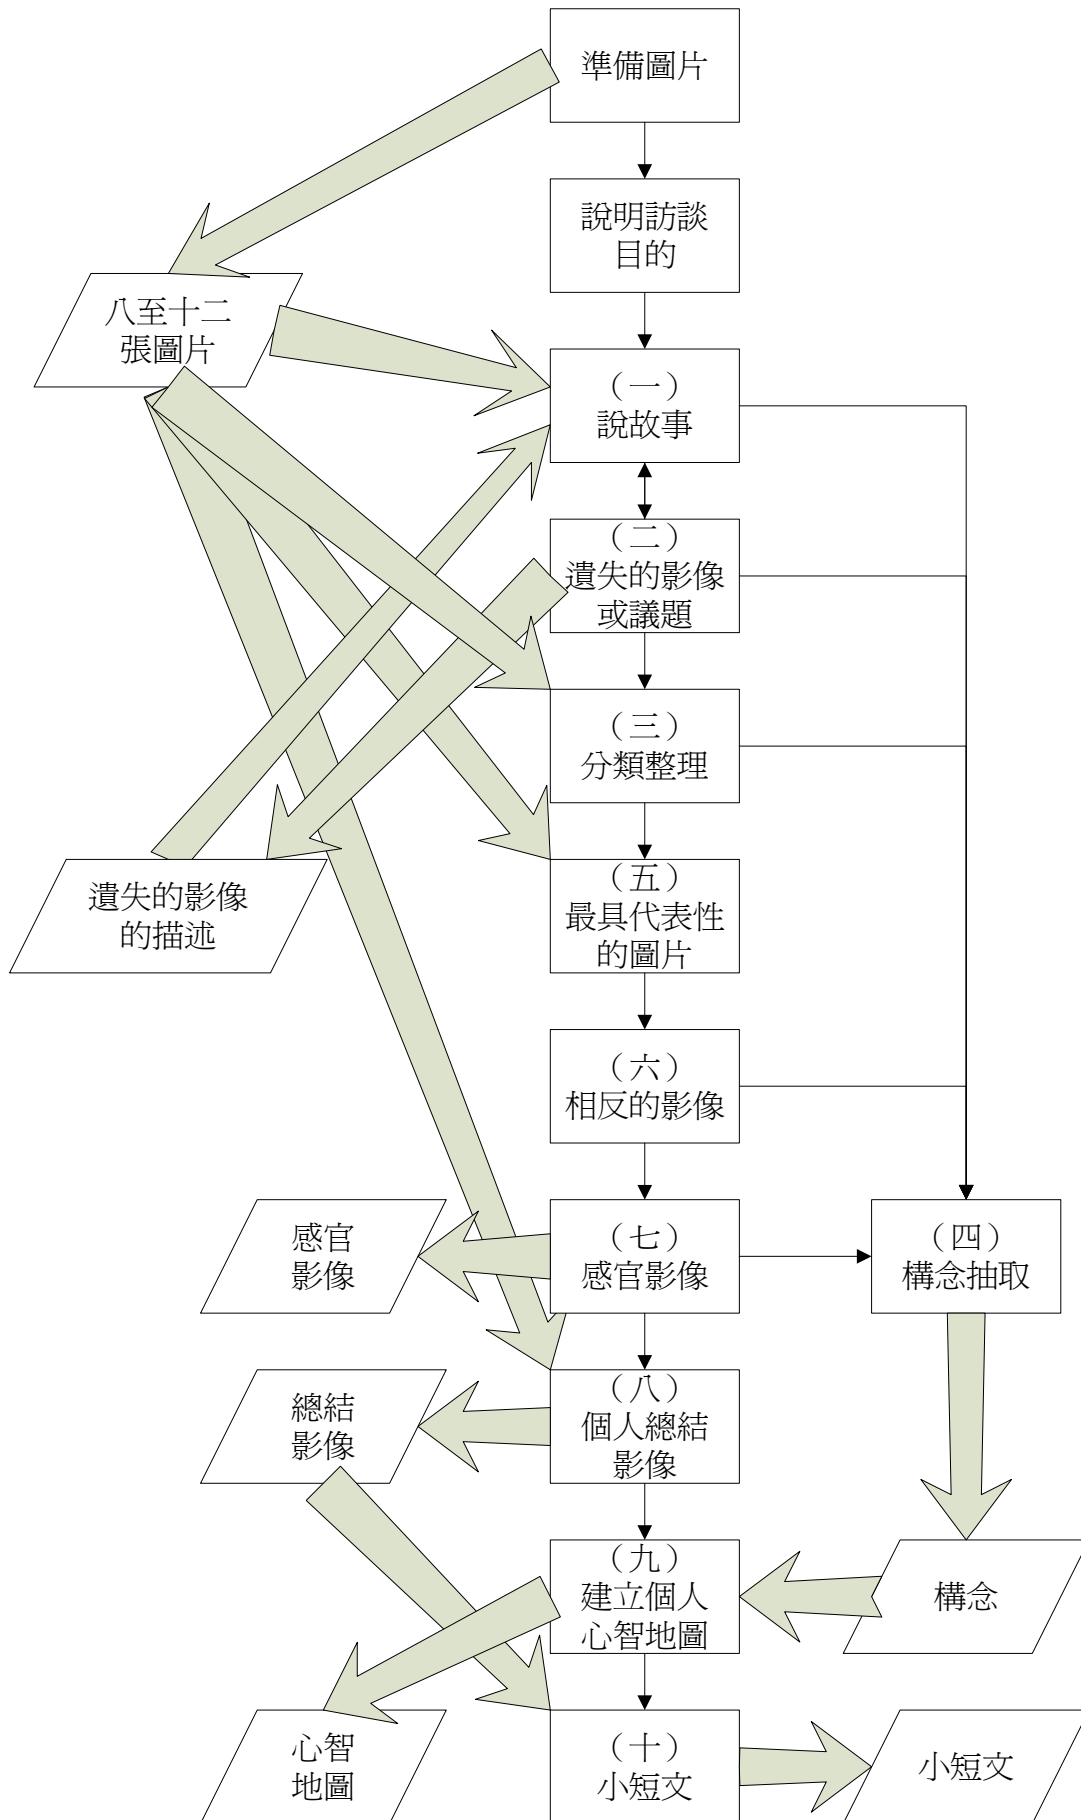 準備圖片
說明訪談
目的
八至十二
張圖片
（一）
說故事
（二）
遺失的影像
或議題
（三）
分類整理
遺失的影像
的描述
（五）
最具代表性
的圖片
（六）
相反的影像
感官
影像
（七）
感官影像
（四）
構念抽取
總結
影像
（八）
個人總結
影像
（九）
建立個人
心智地圖
構念
心智
地圖
（十）
小短文
小短文